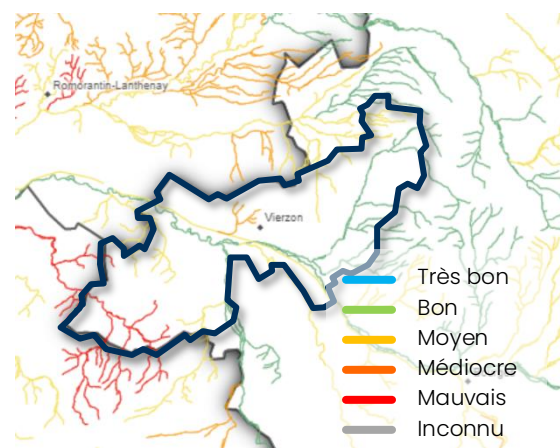 Romorantin-Lanthenay
Vierzon
Très bon
Bon
Moyen
Médiocre
Mauvais
Inconnu